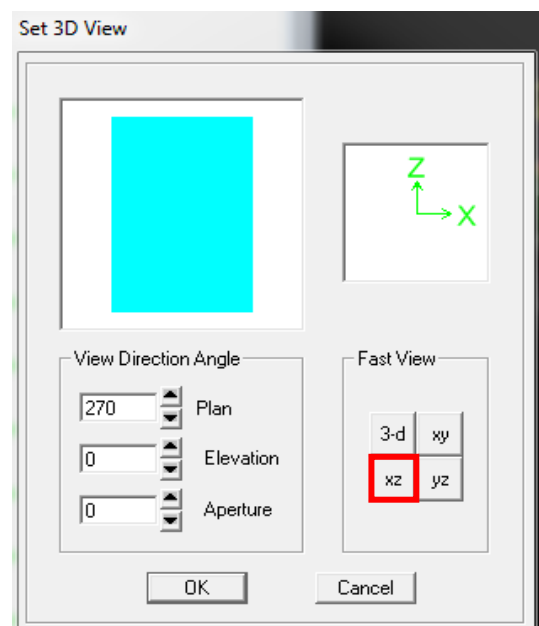 Set 3D View
Z
X
View Direction Angle
270 Plan
0 Elevation
0 Aperture
Fast View
3-d xy
xz yz
OK Cancel